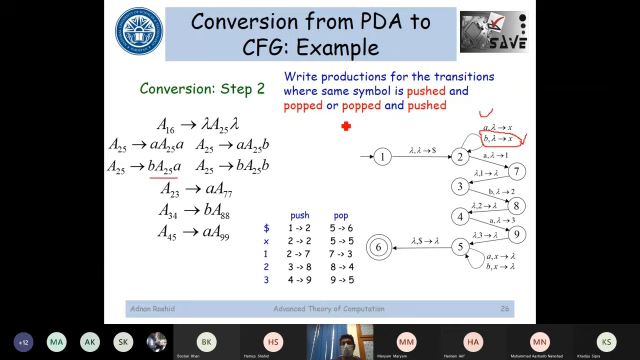 Conversion from PDA to
CFG: Example
SAVE
Conversion: Step 2
Write productions for the transitions
where same symbol is pushed and
popped or popped and pushed
A₁₆ → λA₂₅λ
A₂₅ → aA₂₅a A₂₅ → aA₂₅b
A₂₅ → bA₂₅a A₂₅ → bA₂₅b
A₂₃ → aA₇₇
A₃₄ → bA₈₈
A₄₅ → aA₉₉
push pop
$ 1 -> 2 5 -> 6
x 2 -> 2 5 -> 5
1 2 -> 7 7 -> 3
2 3 -> 8 8 -> 4
3 4 -> 9 9 -> 5
a, λ → x
b, λ → x
1 λ, λ → $ 2 a, λ → 1
7
λ, 1 → λ
3 b, λ → 2
8
λ, 2 → λ
4 a, λ → 3
9
λ, 3 → λ
6 λ, $ → λ 5
a, x → λ
b, x → λ
Adnan Rashid Advanced Theory of Computation 26
+12 MA AK SK BK HS MM HA MN KS
Hamza Shahid Maryam Maryam